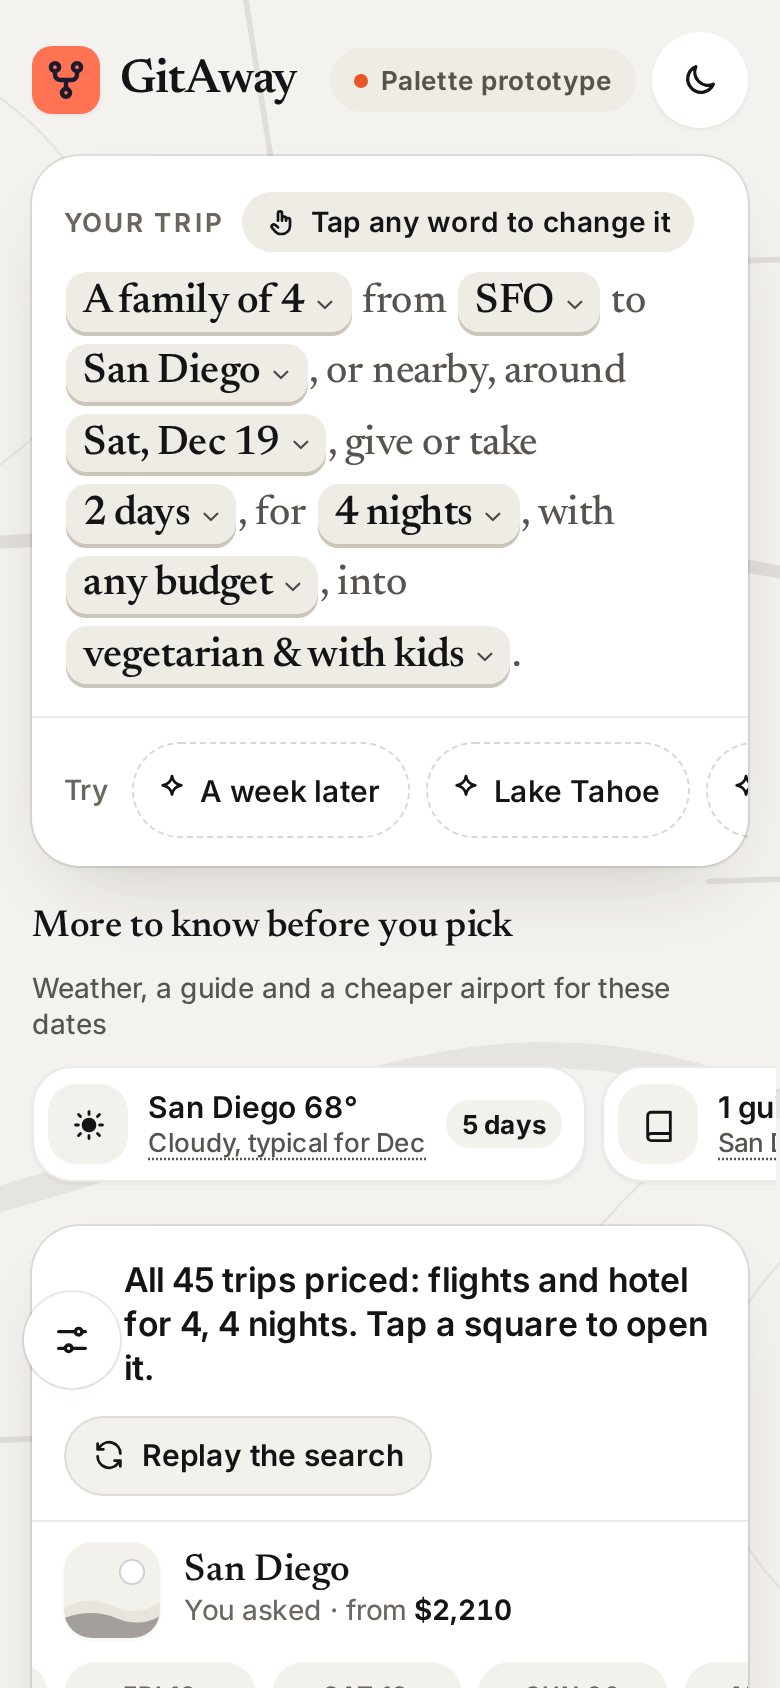 GitAway
Palette prototype
YOUR TRIP
Tap any word to change it
A family of 4 from SFO to
San Diego, or nearby, around
Sat, Dec 19, give or take
2 days, for 4 nights, with
any budget, into
vegetarian & with kids.
Try
A week later
Lake Tahoe
More to know before you pick
Weather, a guide and a cheaper airport for these
dates
San Diego 68°
Cloudy, typical for Dec
5 days
1 gu
San
All 45 trips priced: flights and hotel
for 4, 4 nights. Tap a square to open
it.
Replay the search
San Diego
You asked · from $2,210